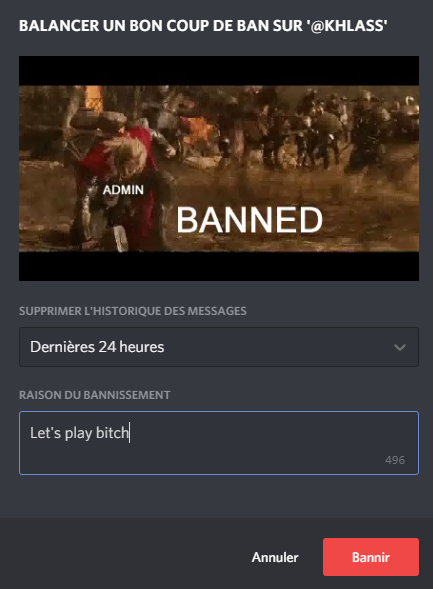 BALANCER UN BON COUP DE BAN SUR '@KHLASS'
ADMIN
BANNED
SUPPRIMER L'HISTORIQUE DES MESSAGES
Dernières 24 heures
RAISON DU BANNISSEMENT
Let's play bitch
496
Annuler
Bannir